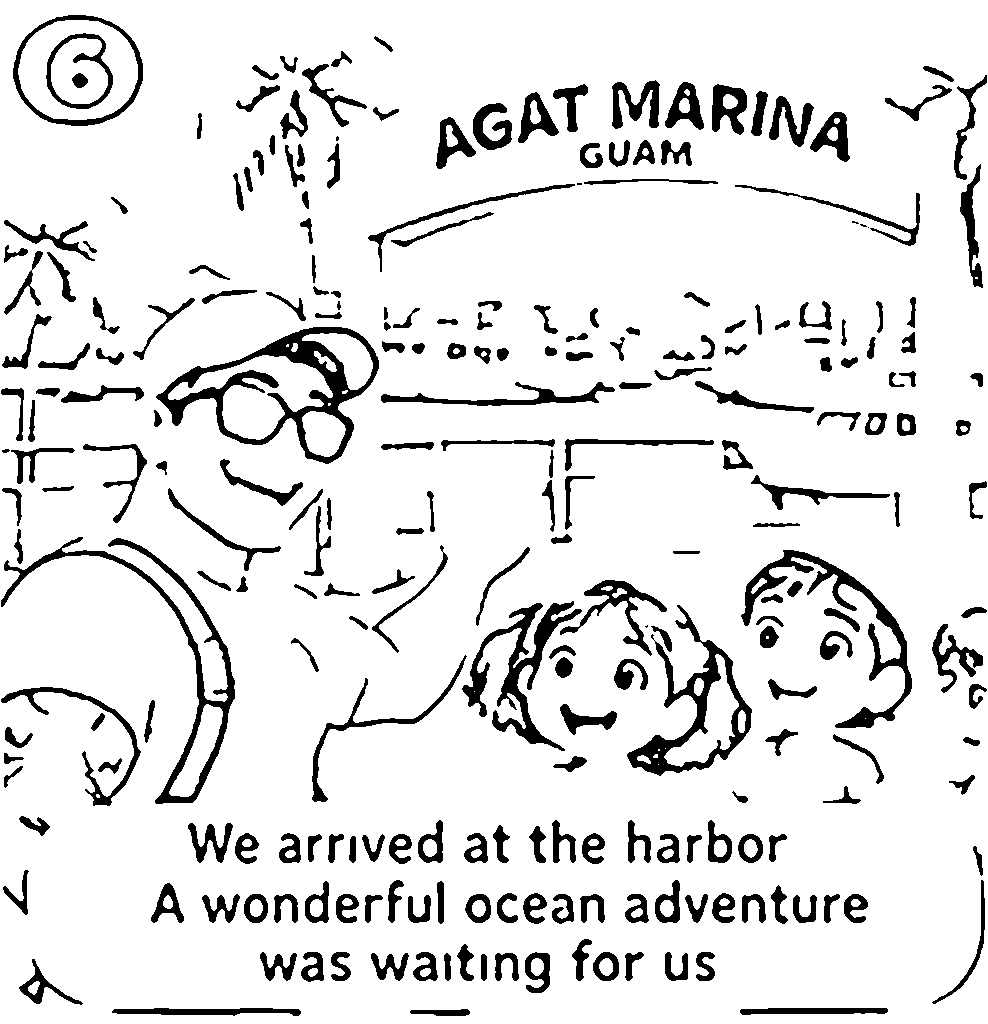 6
AGAT MARINA
GUAM
We arrived at the harbor
A wonderful ocean adventure
was waiting for us